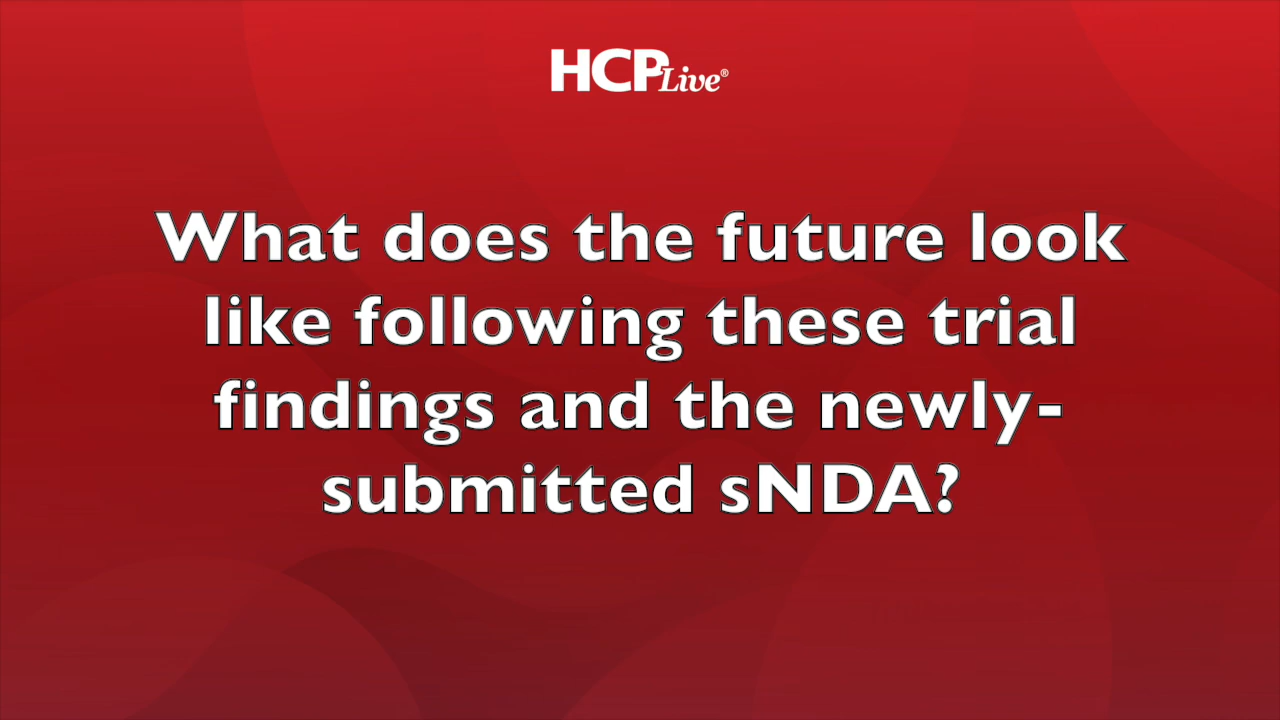 HCPLive®
What does the future look
like following these trial
findings and the newly-
submitted sNDA?